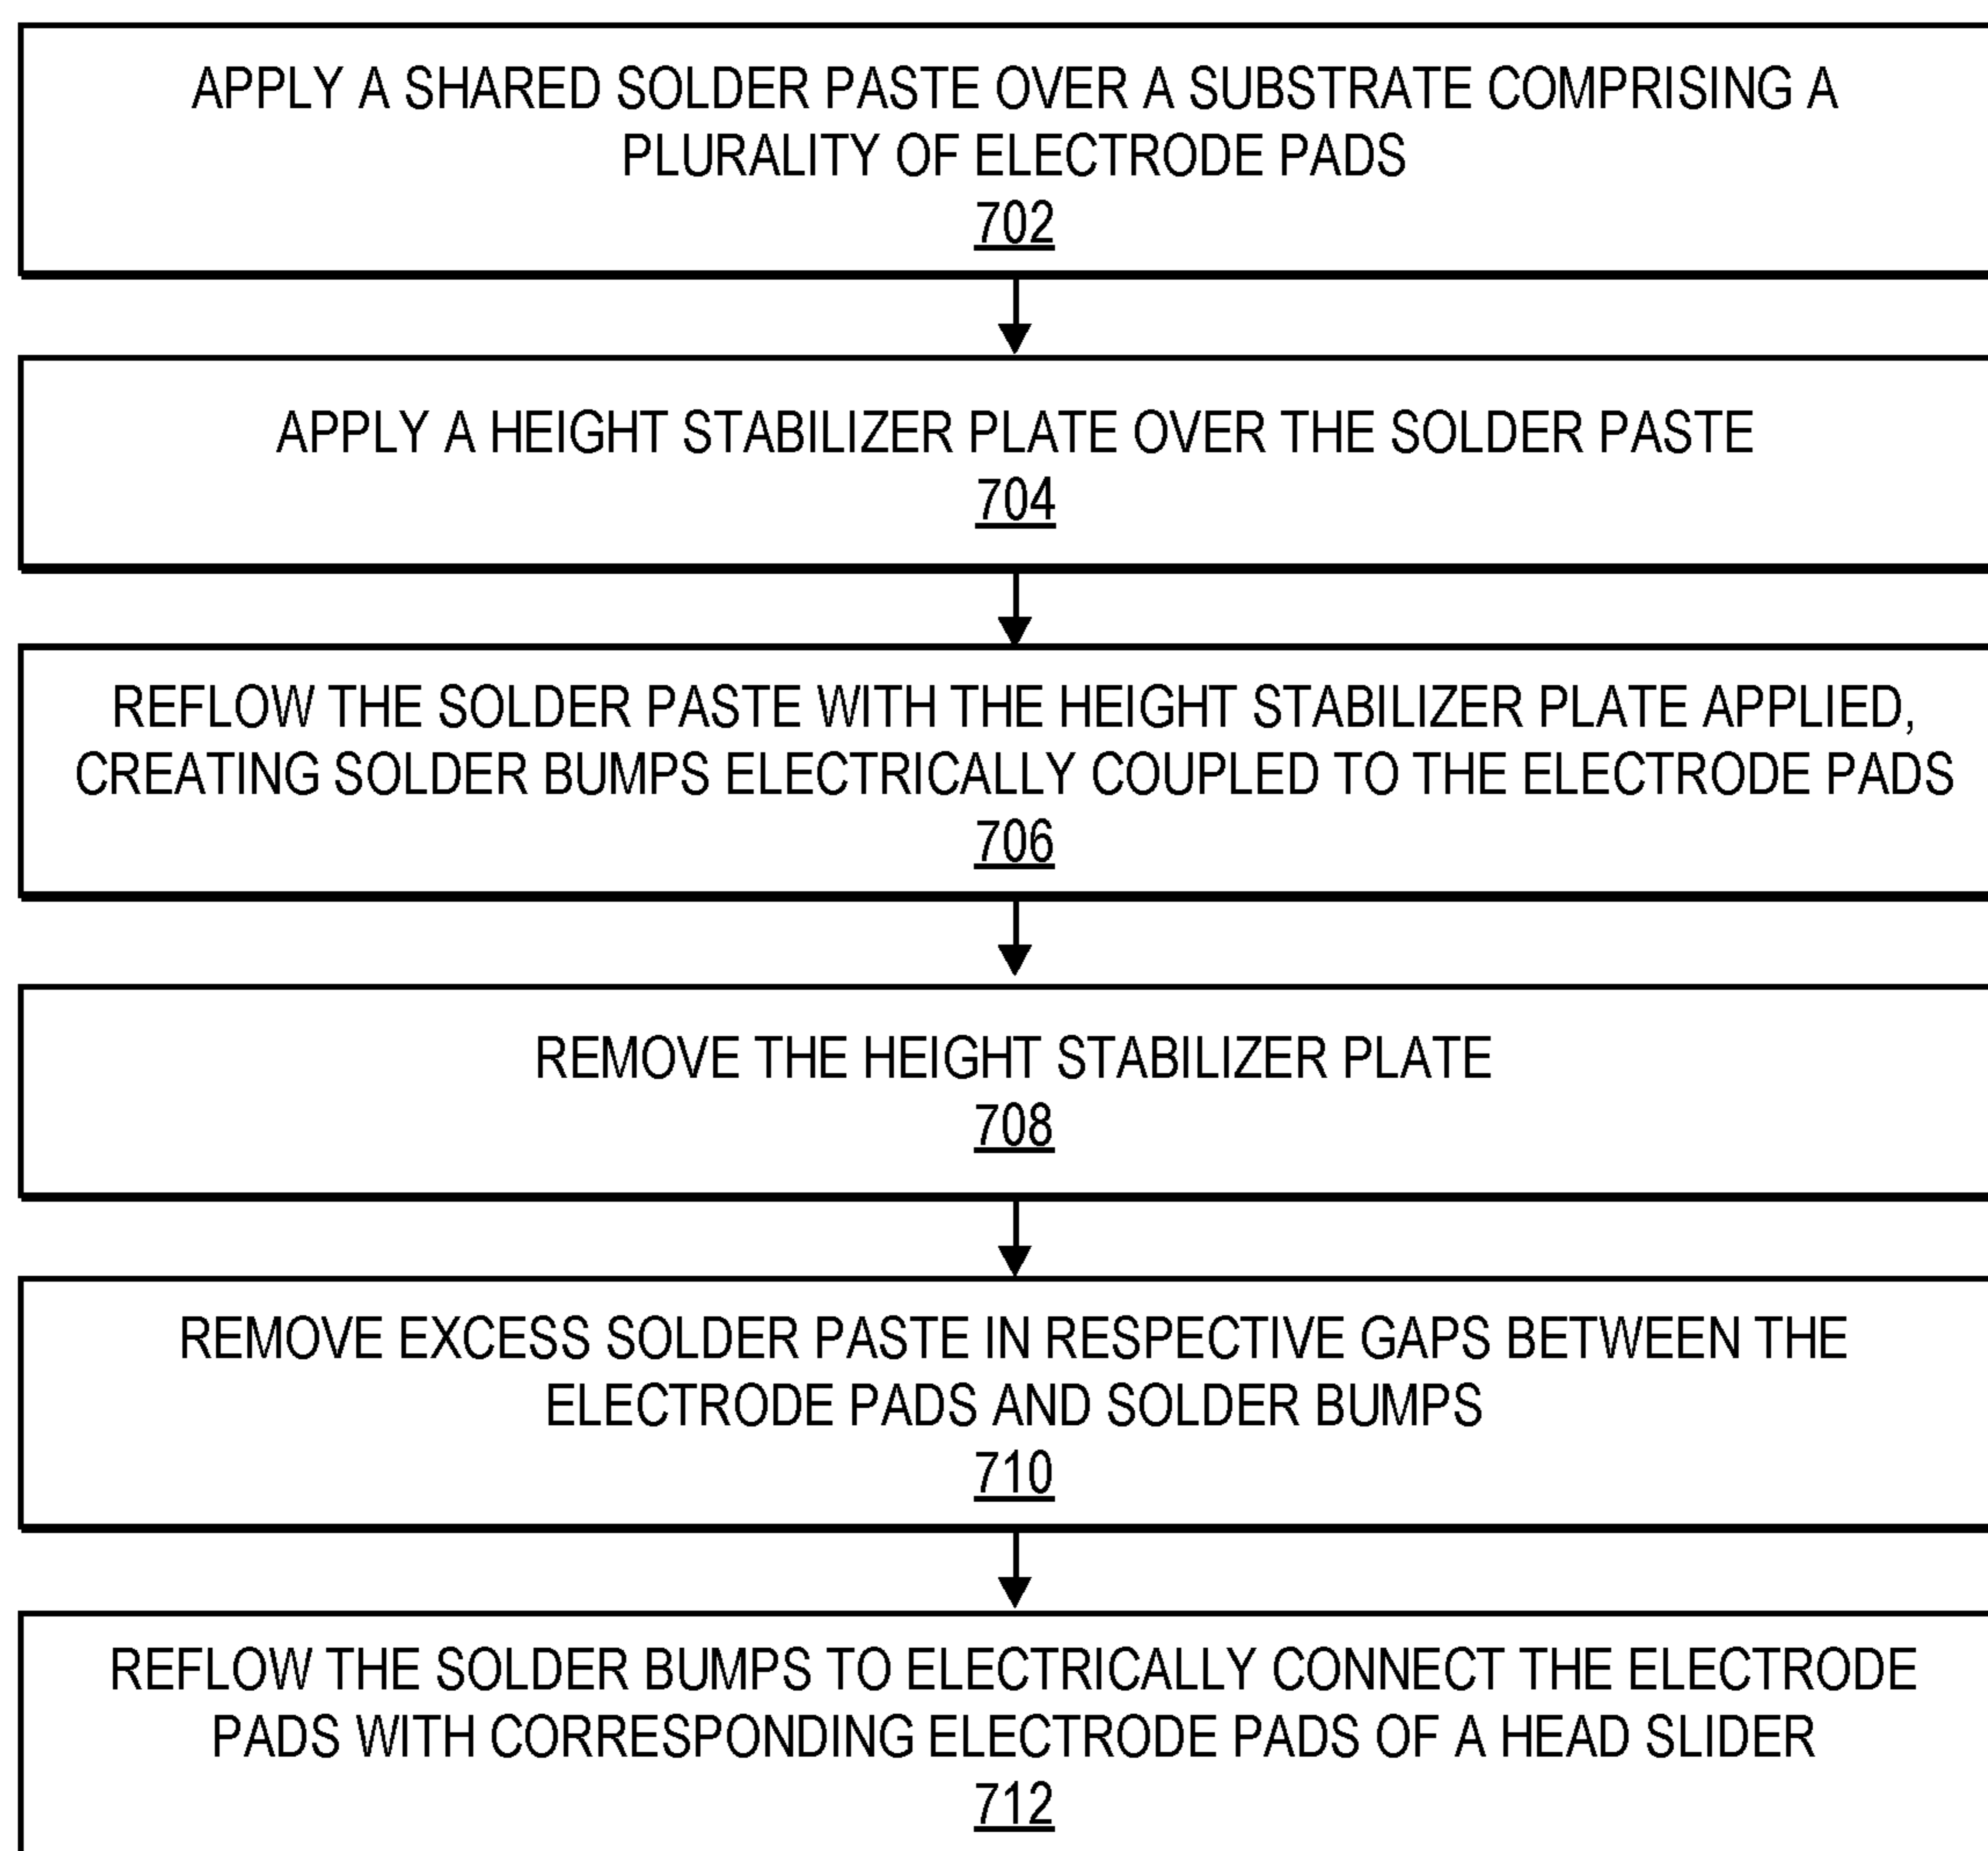 APPLY A SHARED SOLDER PASTE OVER A SUBSTRATE COMPRISING A
PLURALITY OF ELECTRODE PADS
702
APPLY A HEIGHT STABILIZER PLATE OVER THE SOLDER PASTE
704
REFLOW THE SOLDER PASTE WITH THE HEIGHT STABILIZER PLATE APPLIED,
CREATING SOLDER BUMPS ELECTRICALLY COUPLED TO THE ELECTRODE PADS
706
REMOVE THE HEIGHT STABILIZER PLATE
708
REMOVE EXCESS SOLDER PASTE IN RESPECTIVE GAPS BETWEEN THE
ELECTRODE PADS AND SOLDER BUMPS
710
REFLOW THE SOLDER BUMPS TO ELECTRICALLY CONNECT THE ELECTRODE
PADS WITH CORRESPONDING ELECTRODE PADS OF A HEAD SLIDER
712